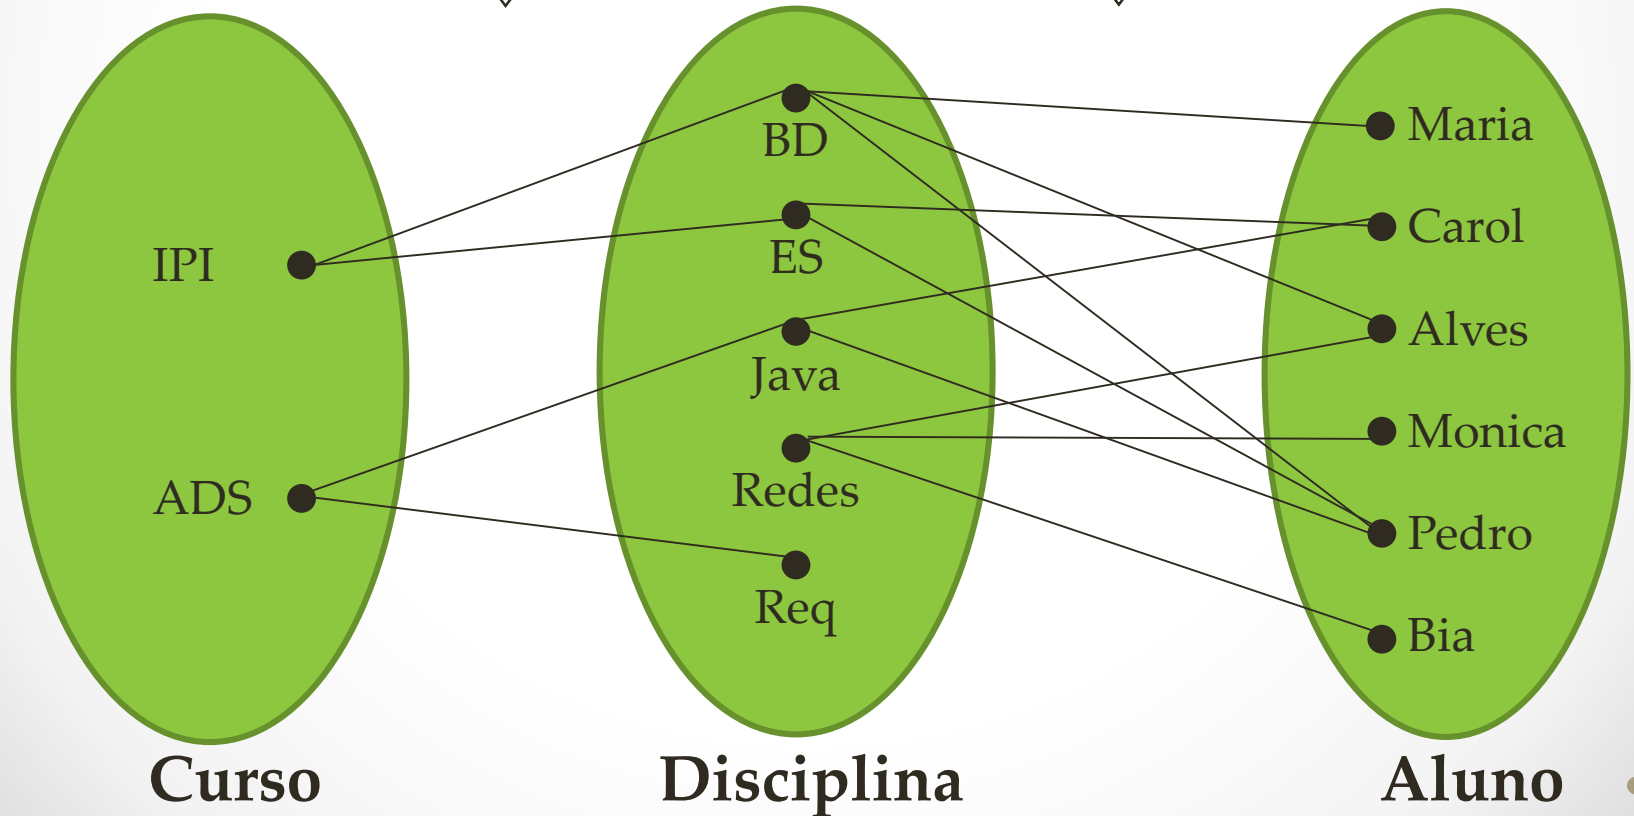 IPI
ADS
Curso
BD
ES
Java
Redes
Req
Disciplina
Maria
Carol
Alves
Monica
Pedro
Bia
Aluno